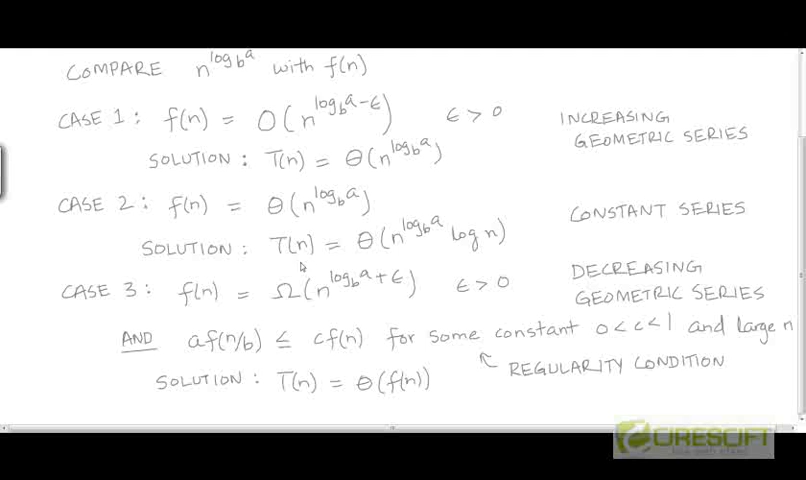 COMPARE n^log_b a with f(n)
CASE 1: f(n) = O(n^log_b a - ε) ε > 0 INCREASING GEOMETRIC SERIES
SOLUTION: T(n) = Θ(n^log_b a)
CASE 2: f(n) = Θ(n^log_b a) CONSTANT SERIES
SOLUTION: T(n) = Θ(n^log_b a log n)
CASE 3: f(n) = Ω(n^log_b a + ε) ε > 0 DECREASING GEOMETRIC SERIES
AND af(n/b) ≤ cf(n) for some constant 0<c<1 and large n
REGULARITY CONDITION
SOLUTION: T(n) = Θ(f(n))